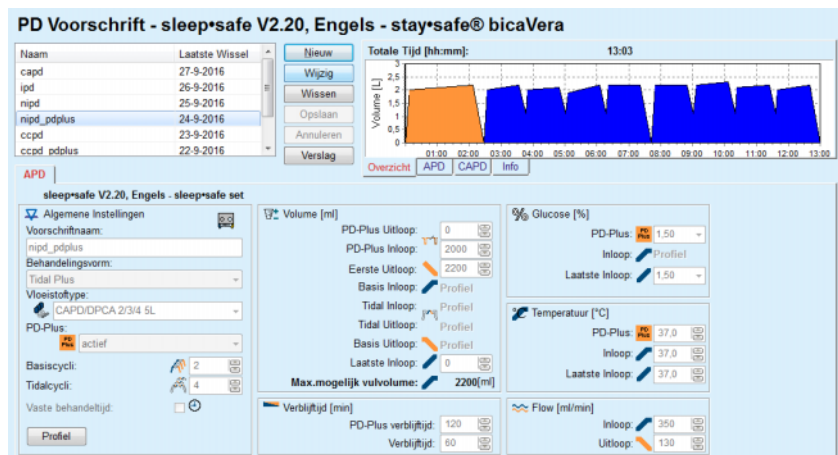 PD Voorschrift - sleep•safe V2.20, Engels - stay•safe® bicaVera
Naam Laatste Wissel
capd 27-9-2016
ipd 26-9-2016
nipd 25-9-2016
nipd_pdplus 24-9-2016
ccpd 23-9-2016
ccpd_pdplus 22-9-2016
Nieuw
Wijzig
Wissen
Opslaan
Annuleren
Verslag
Totale Tijd [hh:mm]: 13:03
Volume [L]
3
2,5
2
1,5
1
0,5
0
01:00 02:00 03:00 04:00 05:00 06:00 07:00 08:00 09:00 10:00 11:00 12:00 13:00
Overzicht APD CAPD Info
APD
sleep•safe V2.20, Engels - sleep•safe set
Algemene Instellingen
Voorschriftnaam:
nipd_pdplus
Behandelingsvorm:
Tidal Plus
Vloeistoftype:
CAPD/DPCA 2/3/4 5L
PD-Plus:
PD Plus actief
Basiscycli: 2
Tidalcycli: 4
Vaste behandeltijd:
Profiel
Volume [ml]
PD-Plus Uitloop: 0
PD-Plus Inloop: 2000
Eerste Uitloop: 2200
Basis Inloop: Profiel
Tidal Inloop: Profiel
Tidal Uitloop: Profiel
Basis Uitloop: Profiel
Laatste Inloop: 0
Max.mogelijk vulvolume: 2200[ml]
Verblijftijd [min]
PD-Plus verblijftijd: 120
Verblijftijd: 60
Glucose [%]
PD-Plus: PD Plus 1,50
Inloop: Profiel
Laatste Inloop: 1,50
Temperatuur [°C]
PD-Plus: PD Plus 37,0
Inloop: 37,0
Laatste Inloop: 37,0
Flow [ml/min]
Inloop: 350
Uitloop: 130